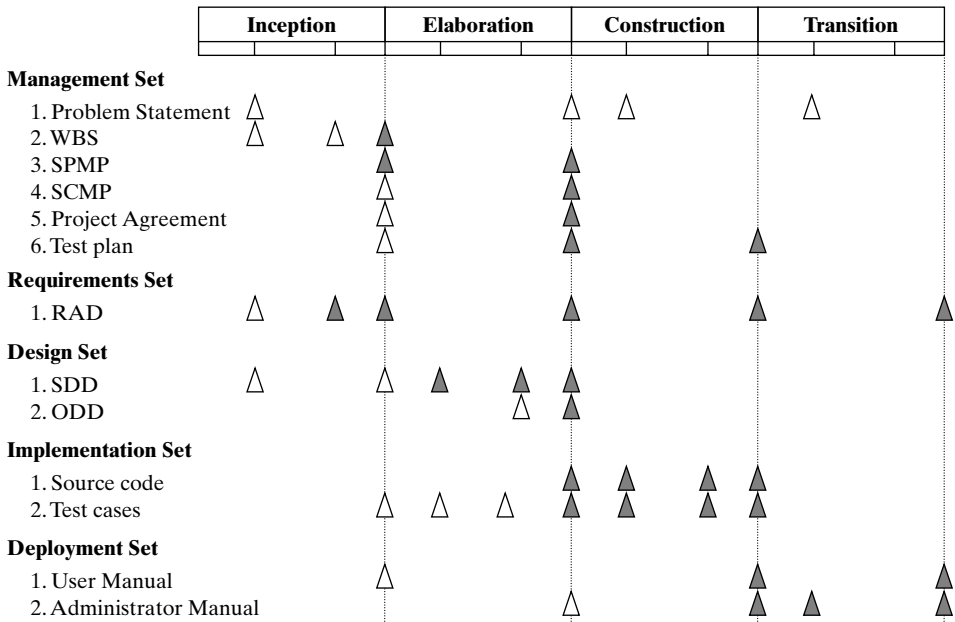 Inception Elaboration Construction Transition
Management Set
1. Problem Statement
2. WBS
3. SPMP
4. SCMP
5. Project Agreement
6. Test plan
Requirements Set
1. RAD
Design Set
1. SDD
2. ODD
Implementation Set
1. Source code
2. Test cases
Deployment Set
1. User Manual
2. Administrator Manual